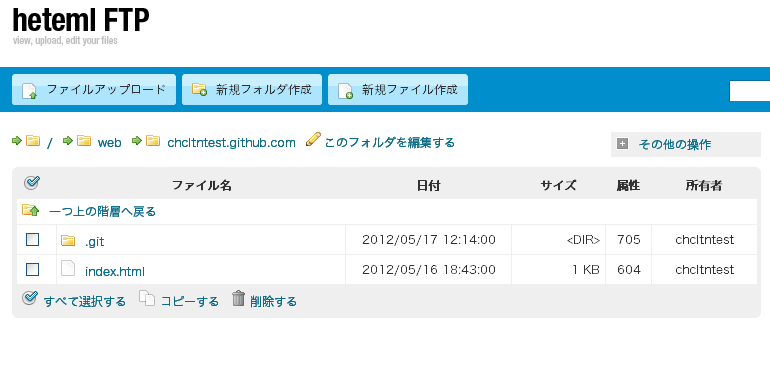 heteml FTP
view, upload, edit your files
ファイルアップロード 新規フォルダ作成 新規ファイル作成
/ web chcltntest.github.com このフォルダを編集する その他の操作
ファイル名 日付 サイズ 属性 所有者
一つ上の階層へ戻る
.git 2012/05/17 12:14:00 <DIR> 705 chcltntest
index.html 2012/05/16 18:43:00 1 KB 604 chcltntest
すべて選択する コピーする 削除する